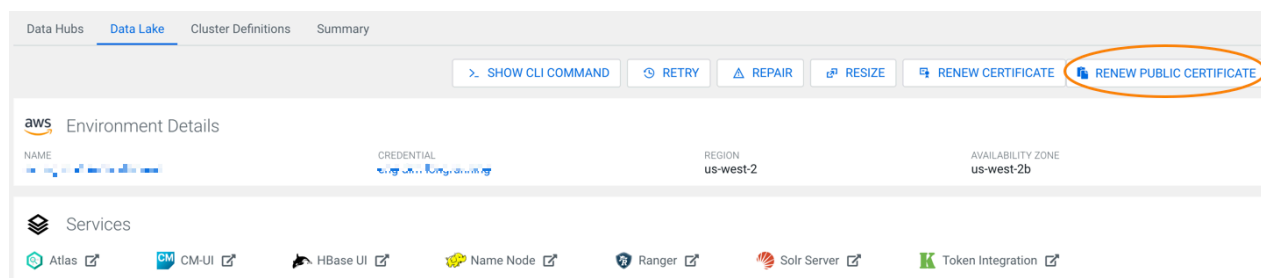 Data Hubs Data Lake Cluster Definitions Summary
>_ SHOW CLI COMMAND RETRY REPAIR RESIZE RENEW CERTIFICATE RENEW PUBLIC CERTIFICATE
aws Environment Details
NAME CREDENTIAL REGION AVAILABILITY ZONE
us-west-2 us-west-2b
Services
Atlas CM CM-UI HBase UI Name Node Ranger Solr Server K Token Integration